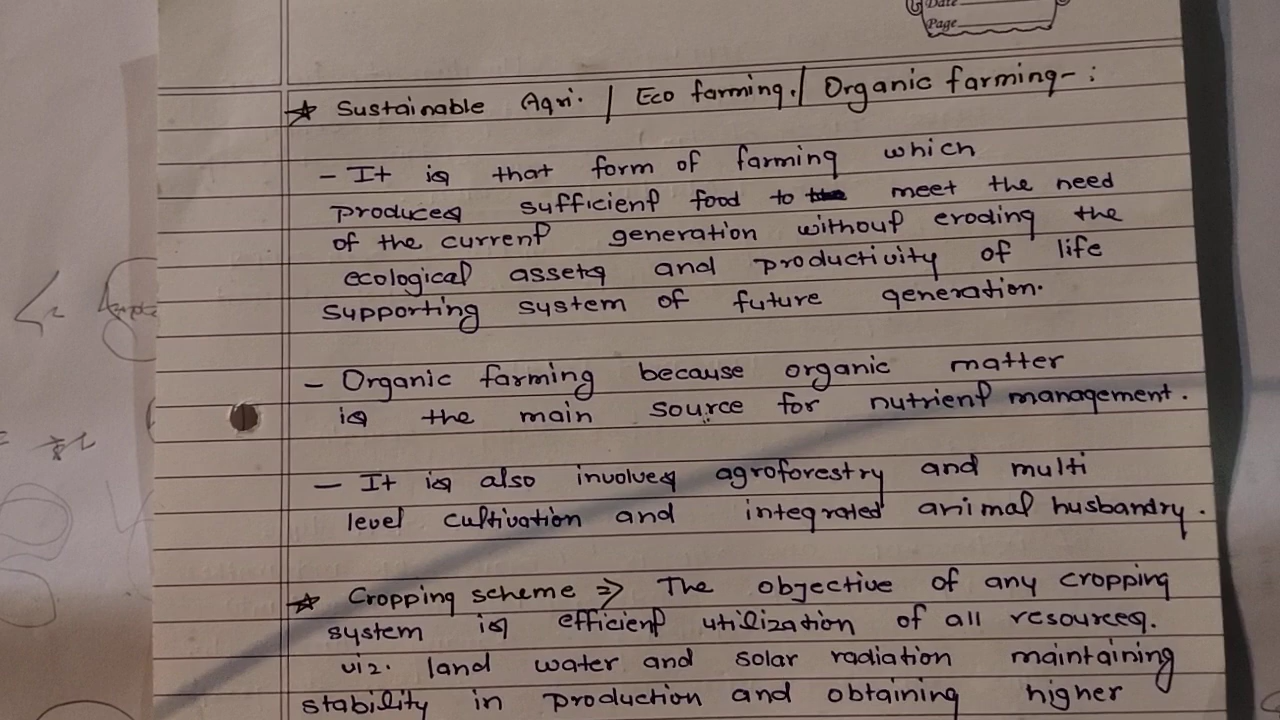 Date
Page
☆ Sustainable Agri. / Eco farming. / Organic farming- :
- It is that form of farming which
produces sufficient food to meet the need
of the current generation without eroding the
ecological assets and productivity of life
supporting system of future generation.
- Organic farming because organic matter
is the main source for nutrient management.
- It is also involves agroforestry and multi
level cultivation and integrated animal husbandry.
☆ Cropping scheme ⇒ The objective of any cropping
system is efficient utilization of all resources.
viz. land water and solar radiation maintaining
stability in production and obtaining higher